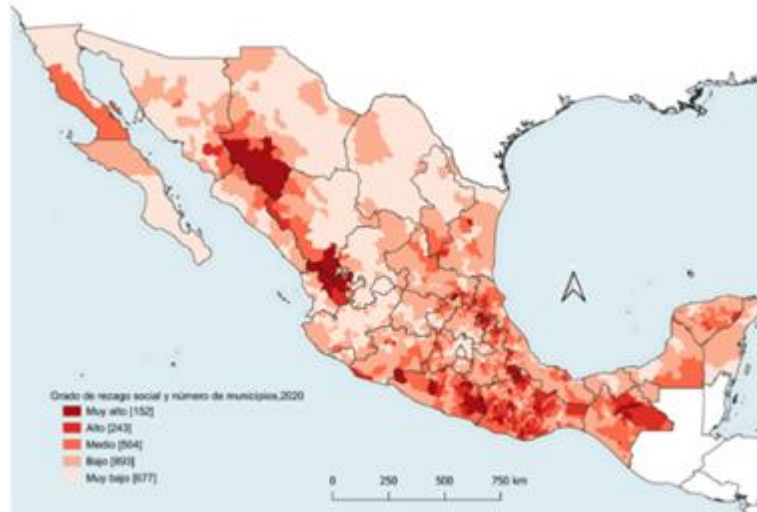 Grado de rezago social y número de municipios,2020
Muy alto [152]
Alto [243]
Medio [504]
Bajo [893]
Muy bajo [677]
0 250 500 750 km